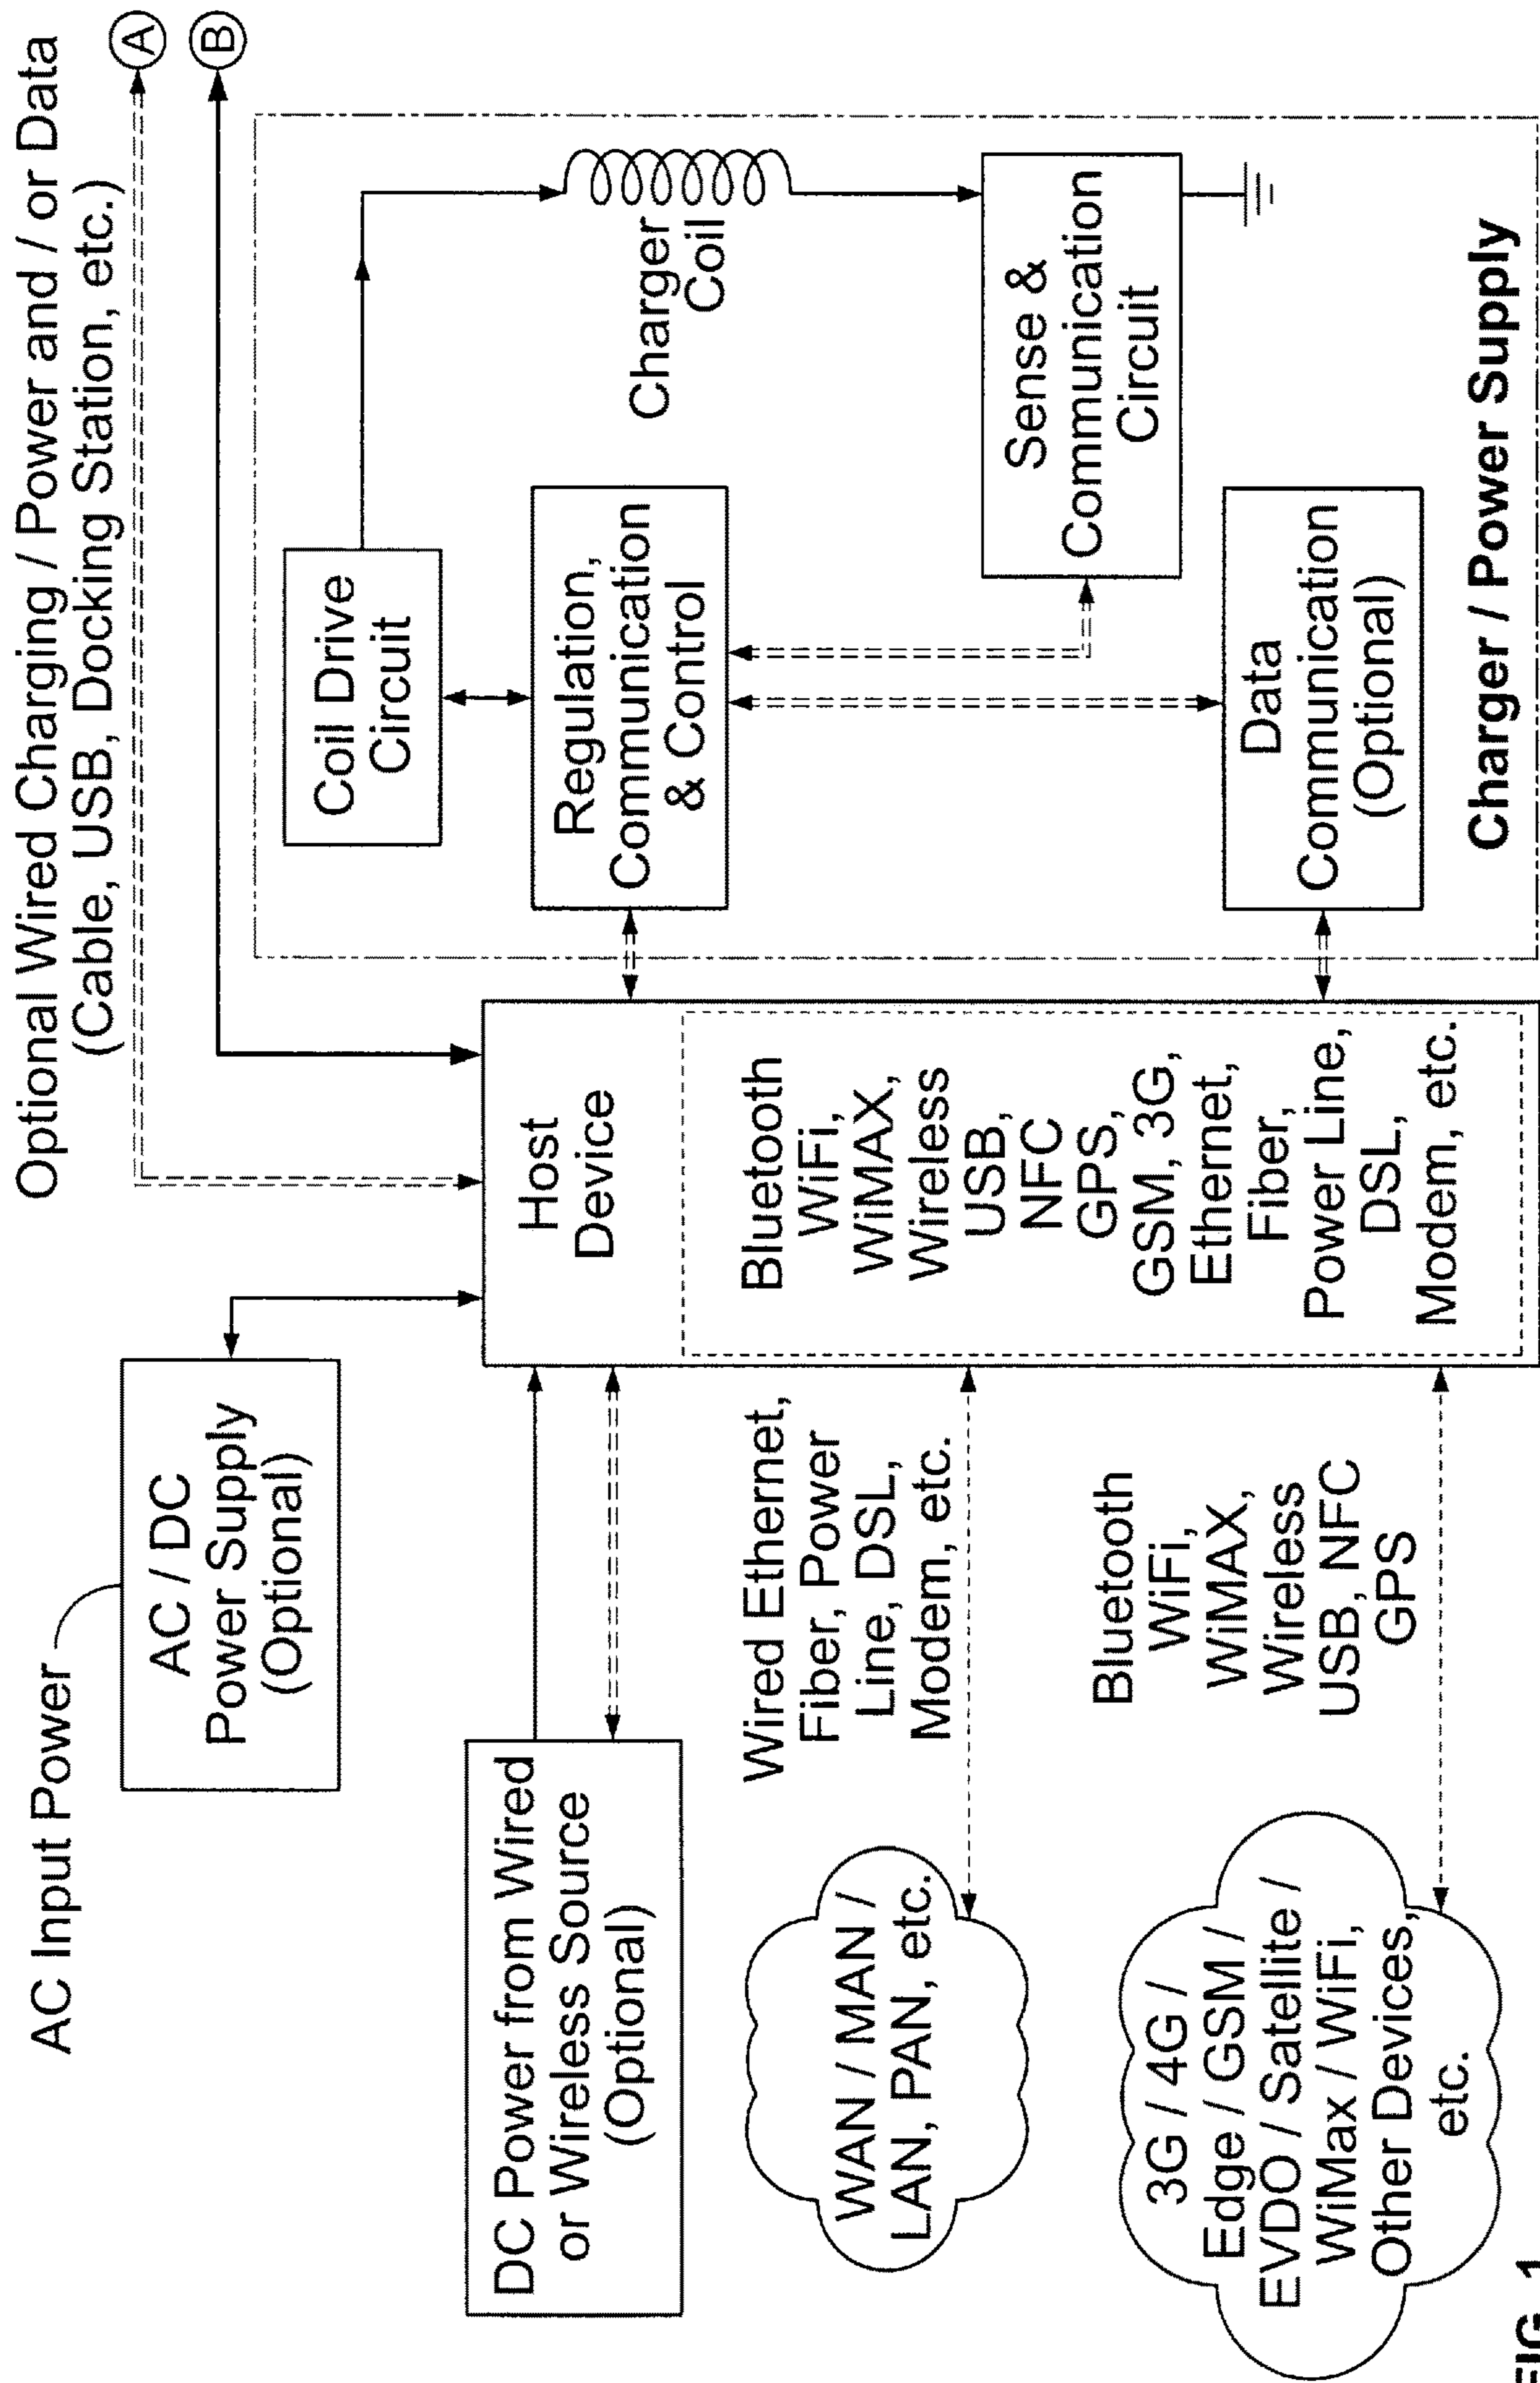 Optional Wired Charging / Power and / or Data
(Cable, USB, Docking Station, etc.)
A
B
AC Input Power
AC / DC
Power Supply
(Optional)
DC Power from Wired
or Wireless Source
(Optional)
WAN / MAN /
LAN, PAN, etc.
Wired Ethernet,
Fiber, Power
Line, DSL,
Modem, etc.
3G / 4G /
Edge / GSM /
EVDO / Satellite /
WiMax / WiFi,
Other Devices,
etc.
Bluetooth
WiFi,
WiMAX,
Wireless
USB, NFC
GPS
Host
Device
Bluetooth
WiFi,
WiMAX,
Wireless
USB,
NFC
GPS,
GSM, 3G,
Ethernet,
Fiber,
Power Line,
DSL,
Modem, etc.
Coil Drive
Circuit
Regulation,
Communication
& Control
Charger
Coil
Sense &
Communication
Circuit
Data
Communication
(Optional)
Charger / Power Supply
FIG. 1